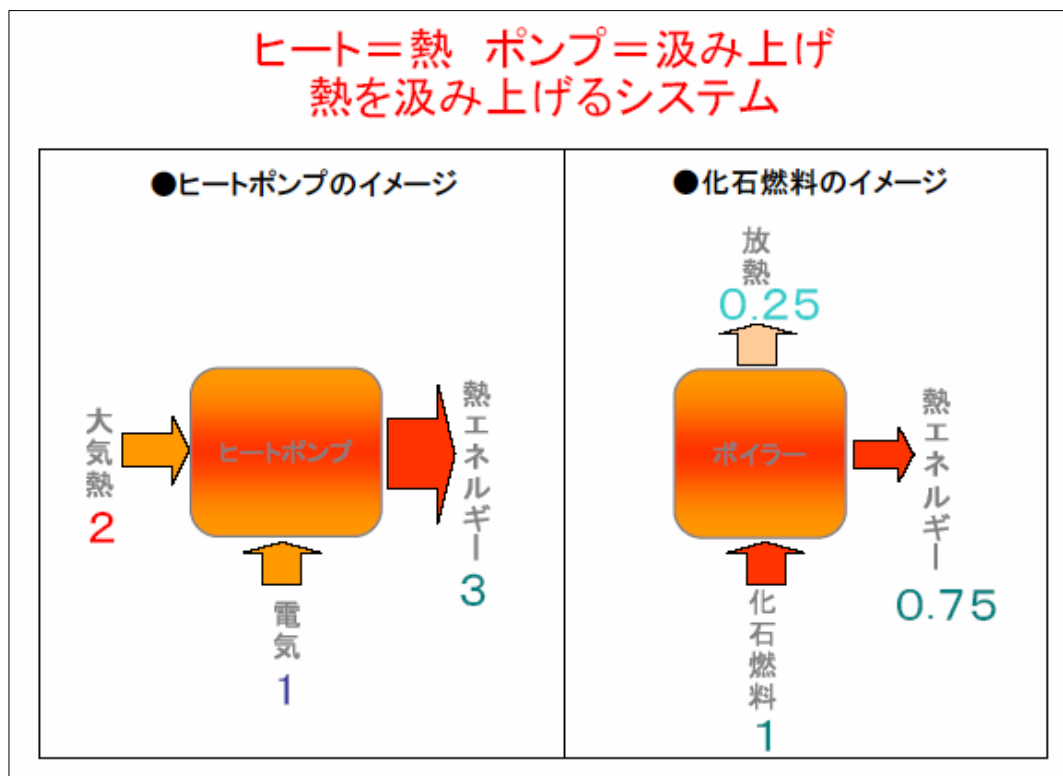 ヒート＝熱　ポンプ＝汲み上げ
熱を汲み上げるシステム
●ヒートポンプのイメージ
大気熱
2
ヒートポンプ
電気
1
熱エネルギー
3
●化石燃料のイメージ
放熱
0.25
ボイラー
化石燃料
1
熱エネルギー
0.75